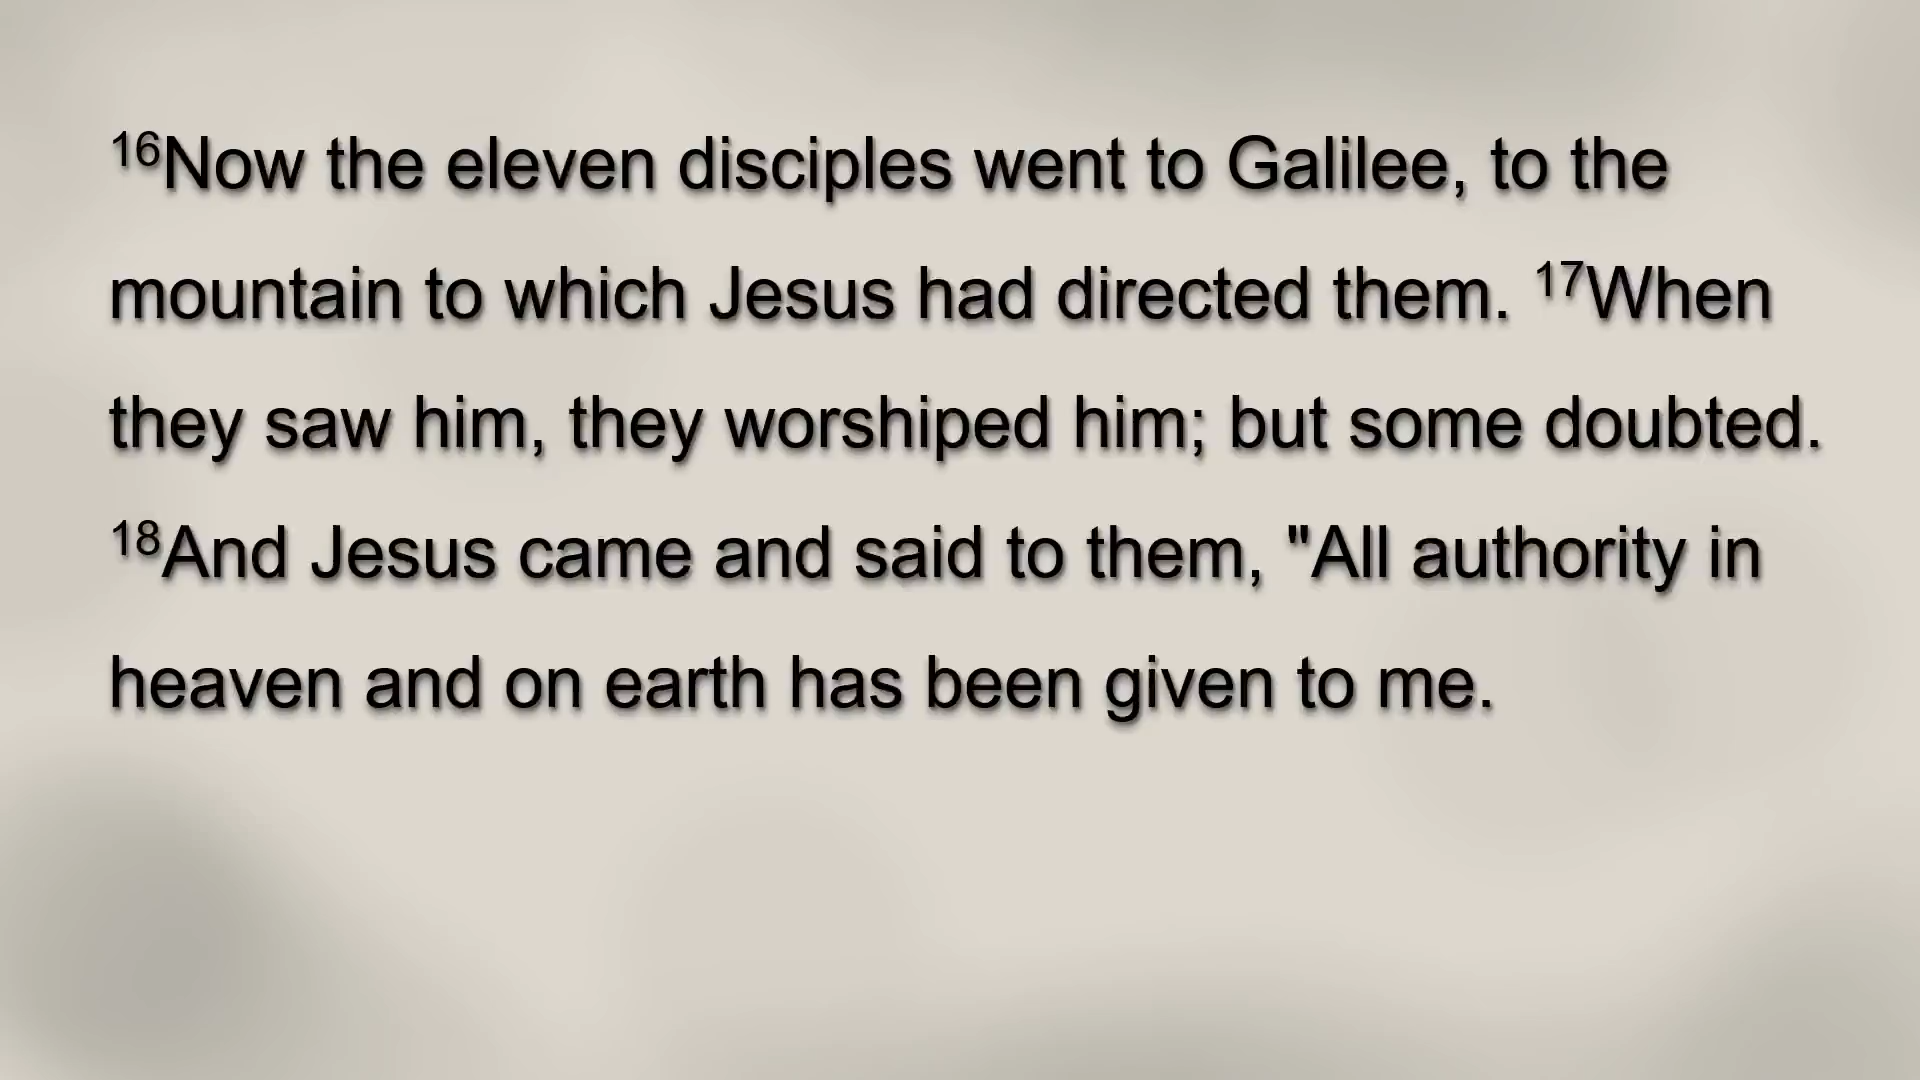 16Now the eleven disciples went to Galilee, to the
mountain to which Jesus had directed them. 17When
they saw him, they worshiped him; but some doubted.
18And Jesus came and said to them, "All authority in
heaven and on earth has been given to me.